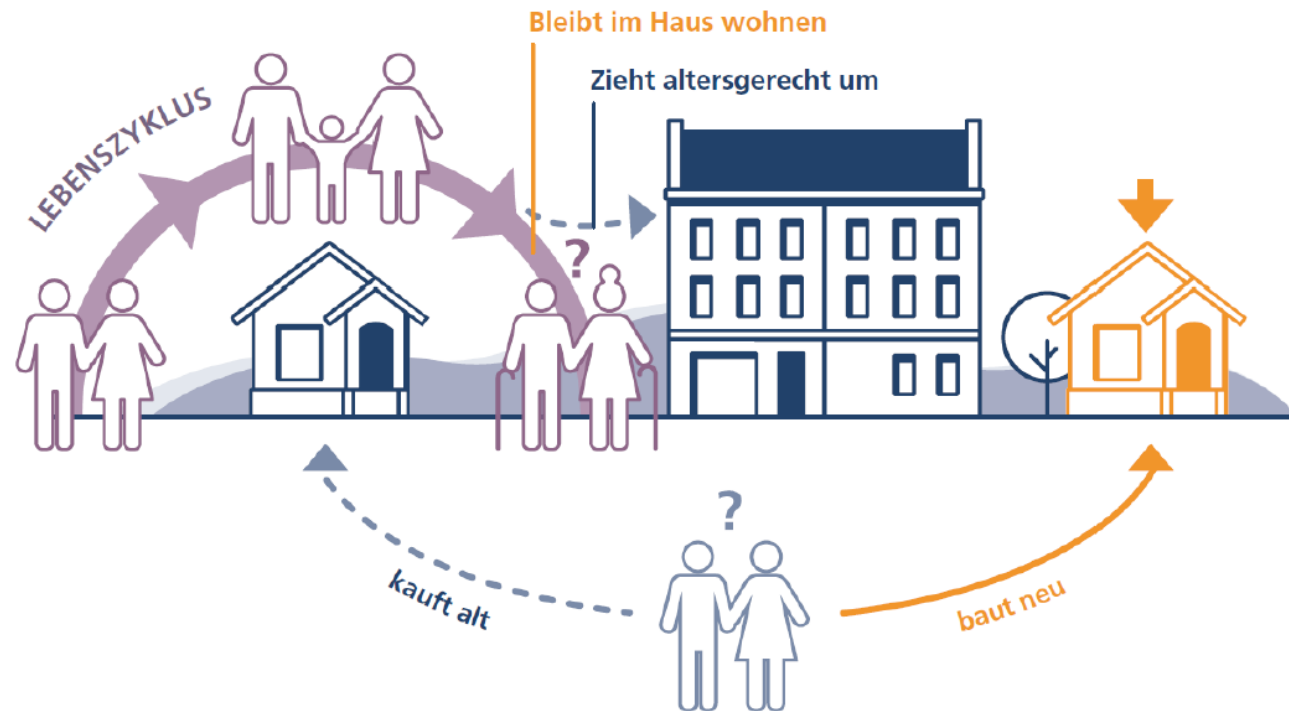 Bleibt im Haus wohnen
Zieht altersgerecht um
LEBENSZYKLUS
?
?
kauft alt
baut neu